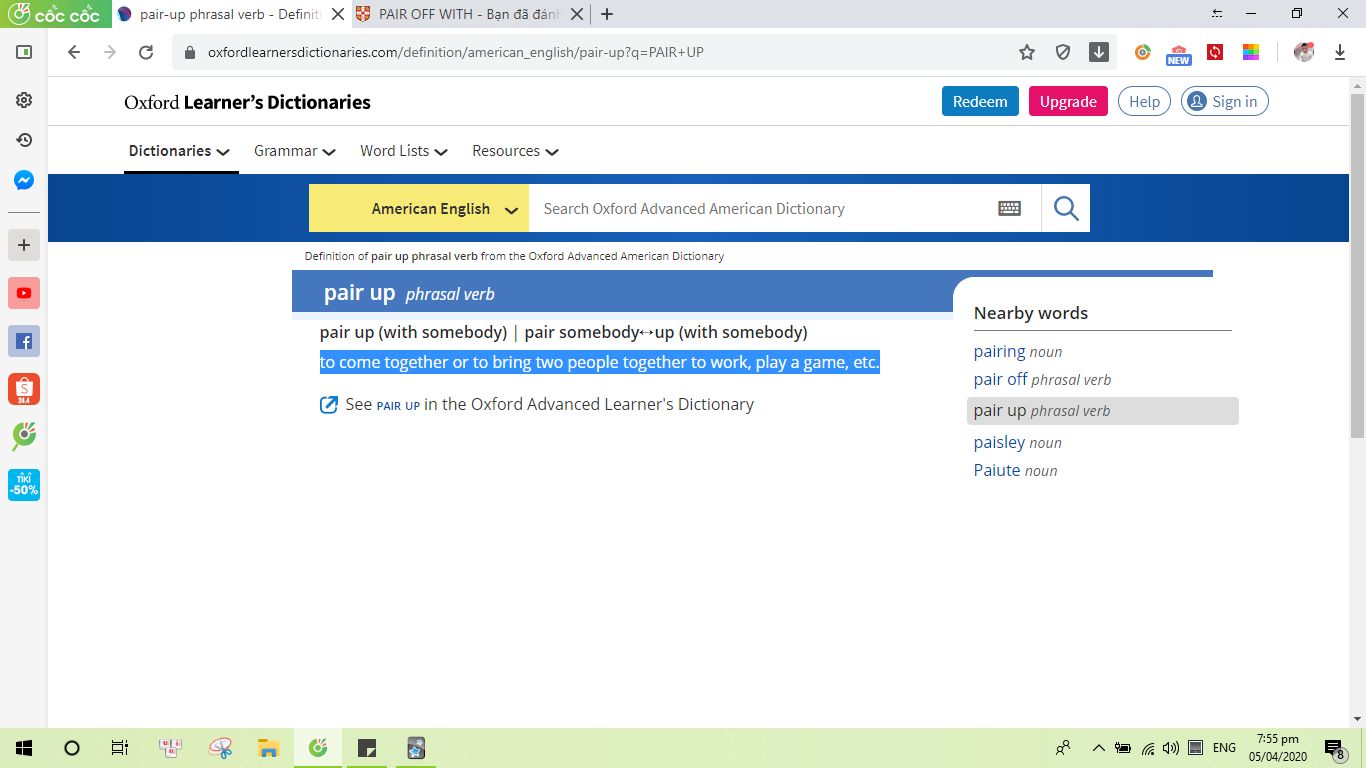 cốc cốc
pair-up phrasal verb - Definiti
PAIR OFF WITH - Bạn đã đánh
oxfordlearnersdictionaries.com/definition/american_english/pair-up?q=PAIR+UP
NEW
Oxford Learner's Dictionaries
Redeem
Upgrade
Help
Sign in
Dictionaries
Grammar
Word Lists
Resources
American English
Search Oxford Advanced American Dictionary
Definition of pair up phrasal verb from the Oxford Advanced American Dictionary
pair up phrasal verb
pair up (with somebody) | pair somebody↔up (with somebody)
to come together or to bring two people together to work, play a game, etc.
See PAIR UP in the Oxford Advanced Learner's Dictionary
Nearby words
pairing noun
pair off phrasal verb
pair up phrasal verb
paisley noun
Paiute noun
S
24.4
TIKI
-50%
ENG
7:55 pm
05/04/2020
8